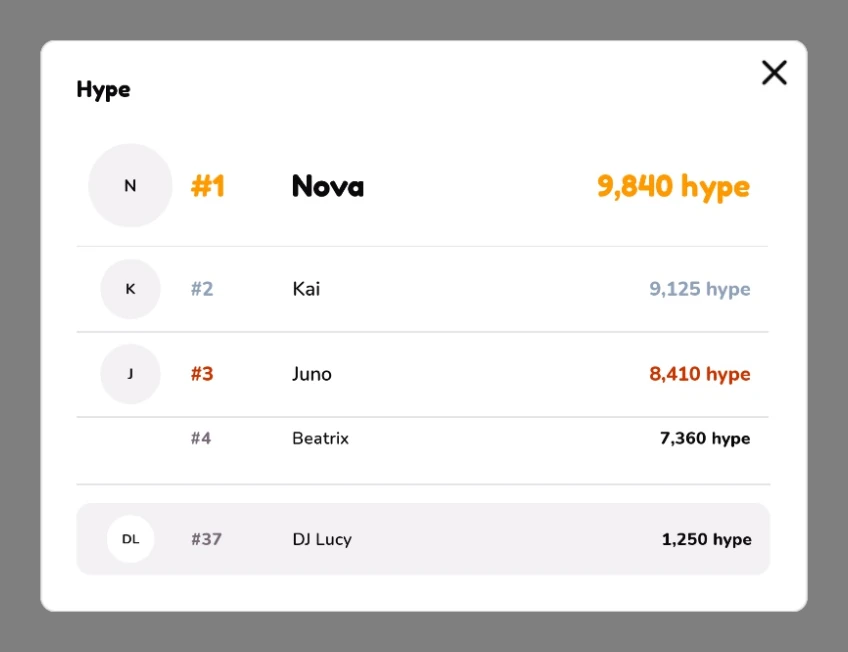 Hype
N #1 Nova 9,840 hype
K #2 Kai 9,125 hype
J #3 Juno 8,410 hype
#4 Beatrix 7,360 hype
DL #37 DJ Lucy 1,250 hype